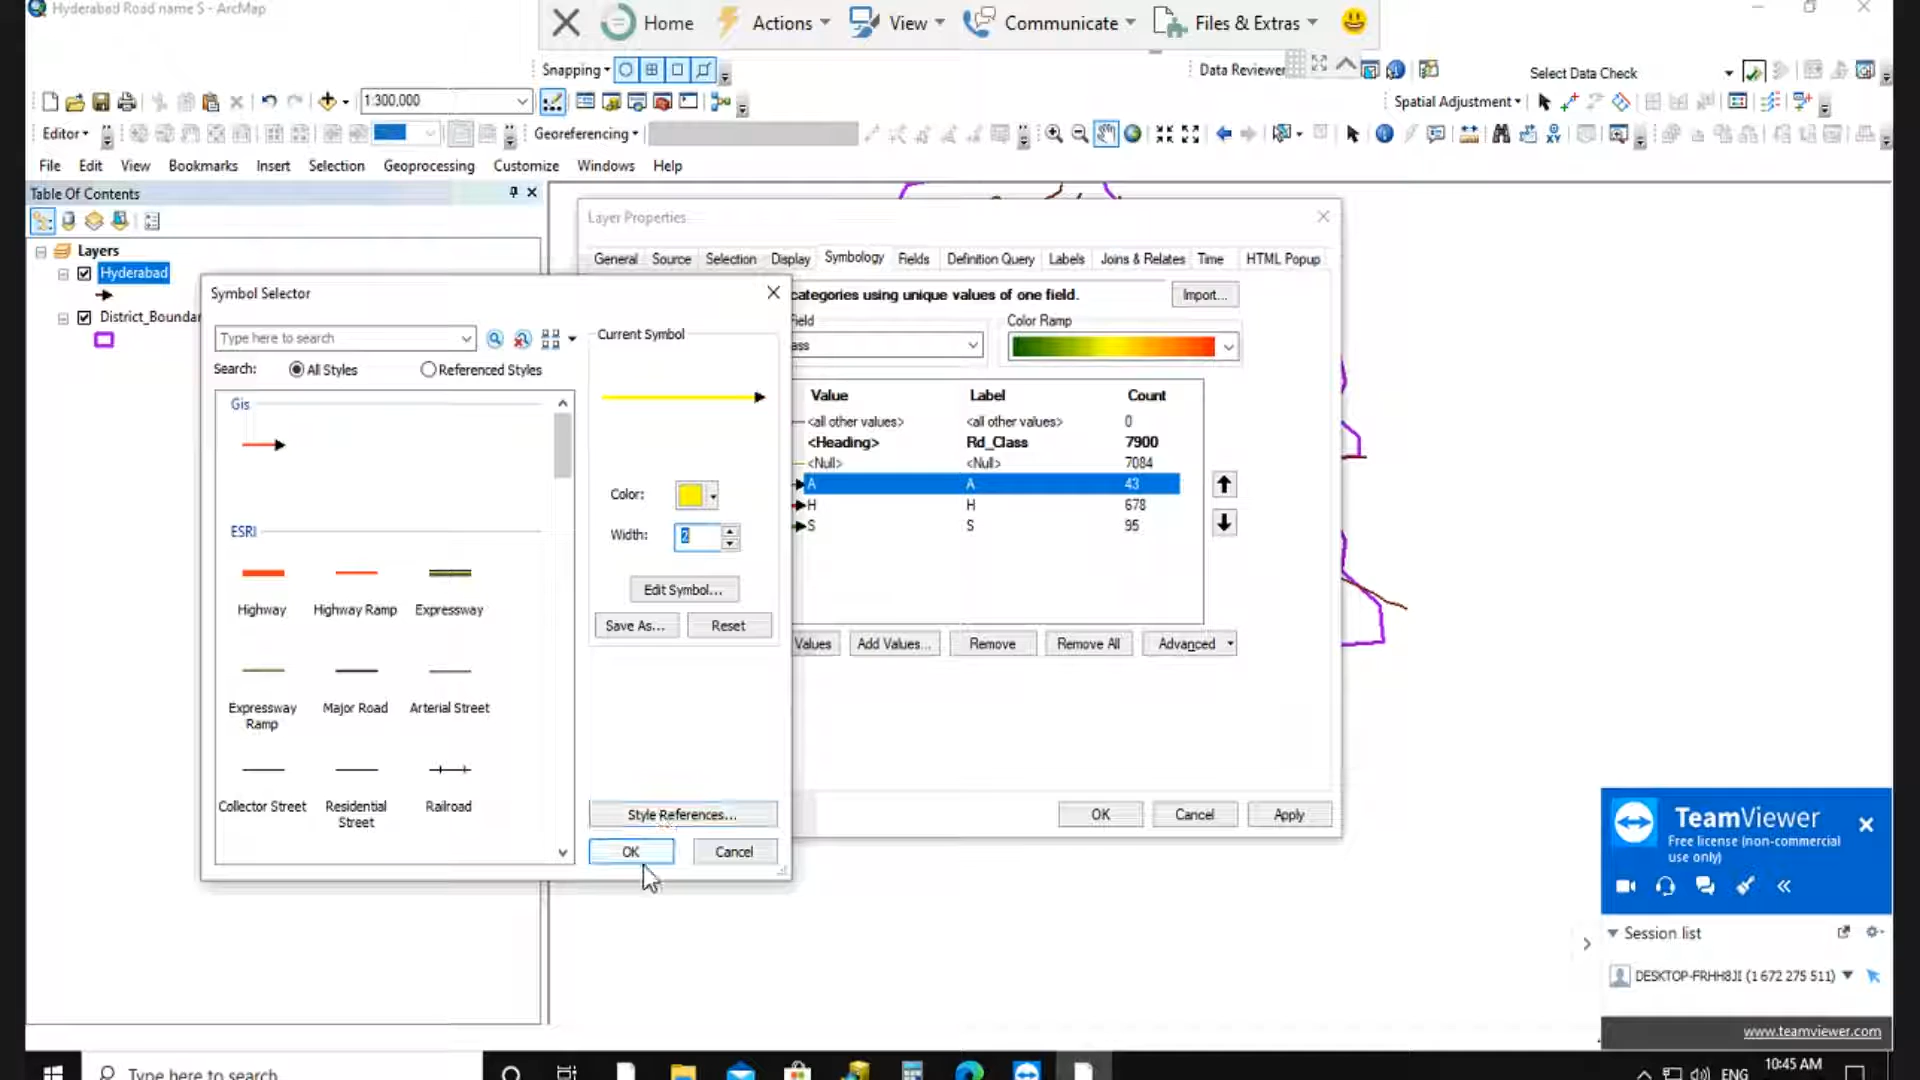 Hyderabad Road name S - ArcMap
Home
Actions
View
Communicate
Files & Extras
Snapping
Data Reviewer
Select Data Check
1:300,000
Spatial Adjustment
Editor
Georeferencing
File Edit View Bookmarks Insert Selection Geoprocessing Customize Windows Help
Table Of Contents
Layers
Hyderabad
District_Boundar
Layer Properties
General Source Selection Display Symbology Fields Definition Query Labels Joins & Relates Time HTML Popup
categories using unique values of one field.
Import...
Color Ramp
Value Label Count
<all other values> <all other values> 0
<Heading> Rd_Class 7900
<Null> <Null> 7084
A A 43
H H 678
S S 95
Values
Add Values...
Remove
Remove All
Advanced
OK
Cancel
Apply
Symbol Selector
Type here to search
Search:
All Styles
Referenced Styles
Gis
ESRI
Highway
Highway Ramp
Expressway
Expressway
Ramp
Major Road
Arterial Street
Collector Street
Residential
Street
Railroad
Current Symbol
Color:
Width:
2
Edit Symbol...
Save As...
Reset
Style References...
OK
Cancel
TeamViewer
Free license (non-commercial
use only)
Session list
DESKTOP-FRHH8JI (1 672 275 511)
www.teamviewer.com
Type here to search
ENG
10:45 AM